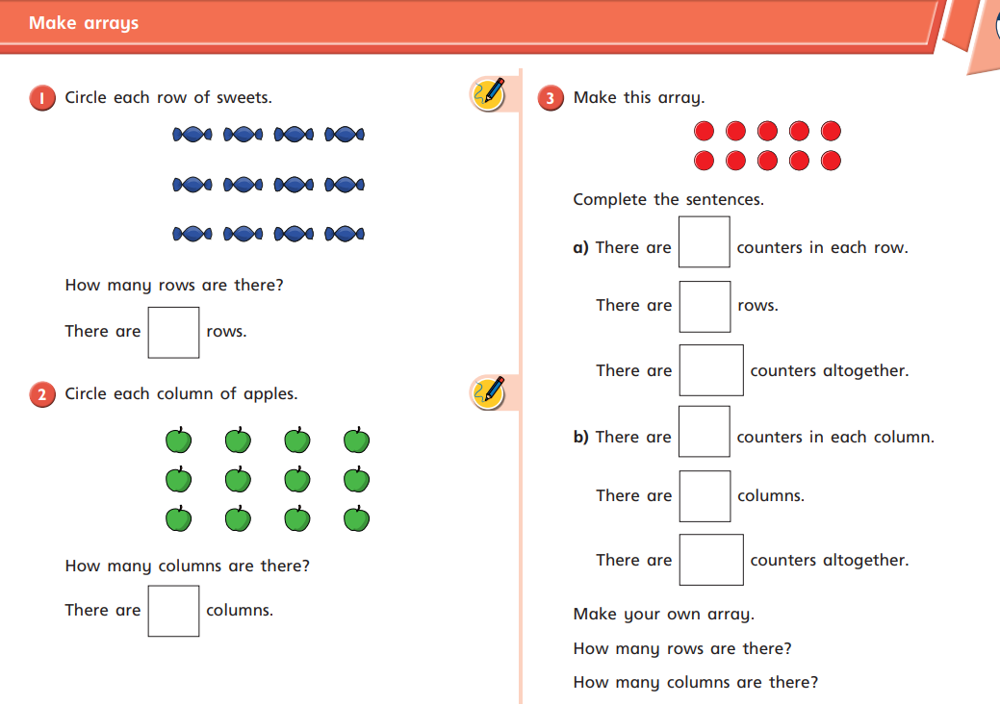 Make arrays
1 Circle each row of sweets.
How many rows are there?
There are rows.
2 Circle each column of apples.
How many columns are there?
There are columns.
3 Make this array.
Complete the sentences.
a) There are counters in each row.
There are rows.
There are counters altogether.
b) There are counters in each column.
There are columns.
There are counters altogether.
Make your own array.
How many rows are there?
How many columns are there?